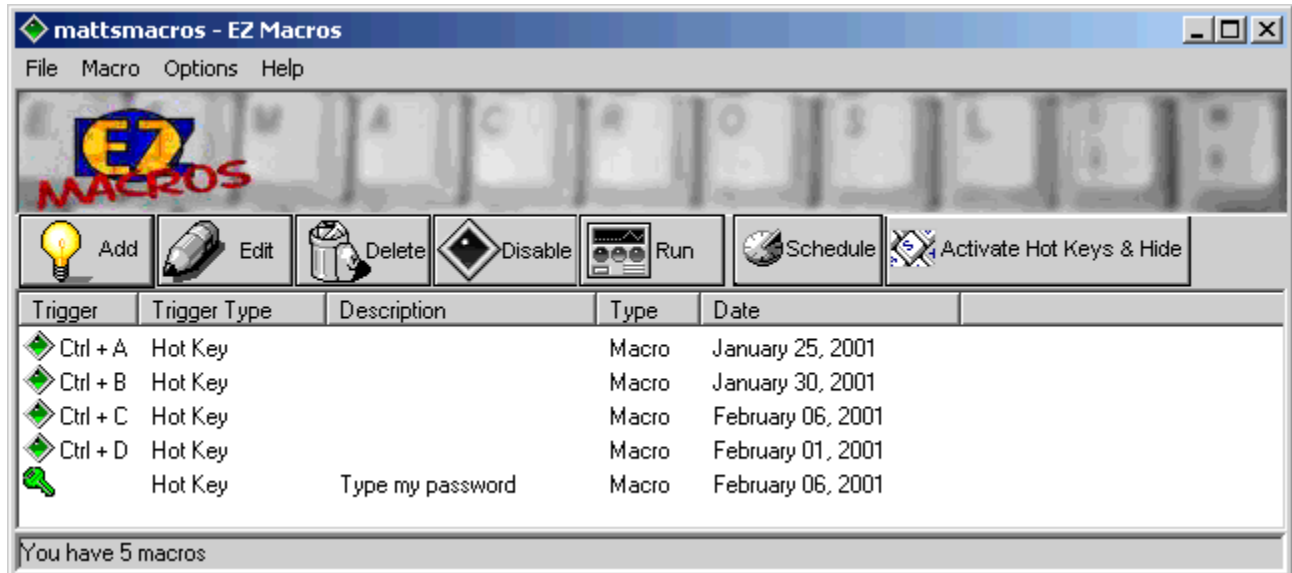 mattsmacros - EZ Macros
File Macro Options Help
EZ
MACROS
Add Edit Delete Disable Run Schedule Activate Hot Keys & Hide
Trigger Trigger Type Description Type Date
Ctrl + A Hot Key Macro January 25, 2001
Ctrl + B Hot Key Macro January 30, 2001
Ctrl + C Hot Key Macro February 06, 2001
Ctrl + D Hot Key Macro February 01, 2001
Hot Key Type my password Macro February 06, 2001
You have 5 macros